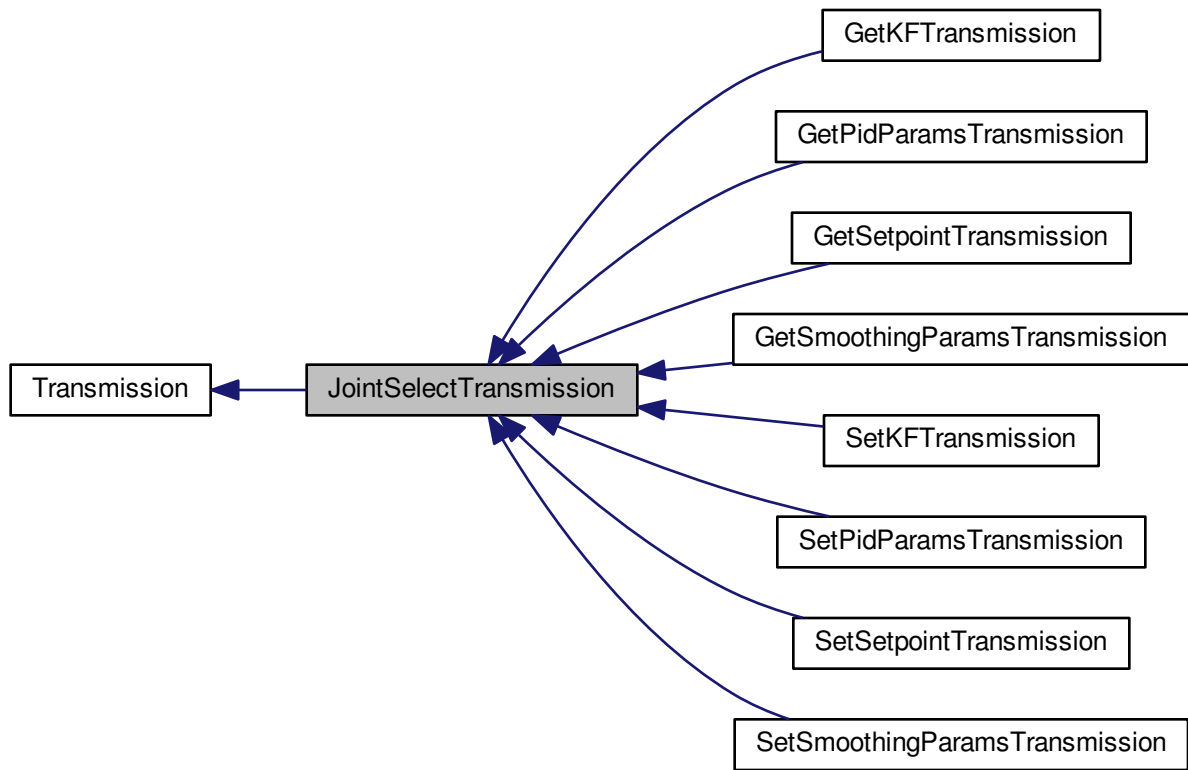 GetKFTransmission
GetPidParamsTransmission
GetSetpointTransmission
GetSmoothingParamsTransmission
Transmission
JointSelectTransmission
SetKFTransmission
SetPidParamsTransmission
SetSetpointTransmission
SetSmoothingParamsTransmission